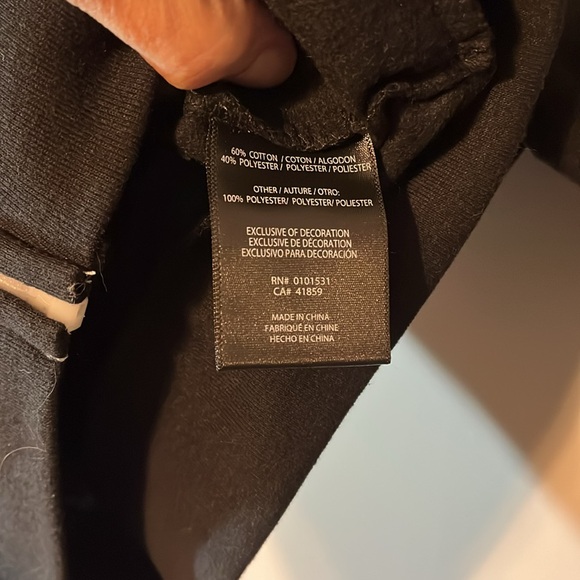 60% COTTON / COTON / ALGODON
40% POLYESTER / POLYESTER / POLIESTER
OTHER / AUTURE / OTRO:
100% POLYESTER/ POLYESTER/ POLIESTER
EXCLUSIVE OF DECORATION
EXCLUSIVE DE DÉCORATION
EXCLUSIVO PARA DECORACIÓN
RN# 0101531
CA# 41859
MADE IN CHINA
FABRIQUÉ EN CHINE
HECHO EN CHINA